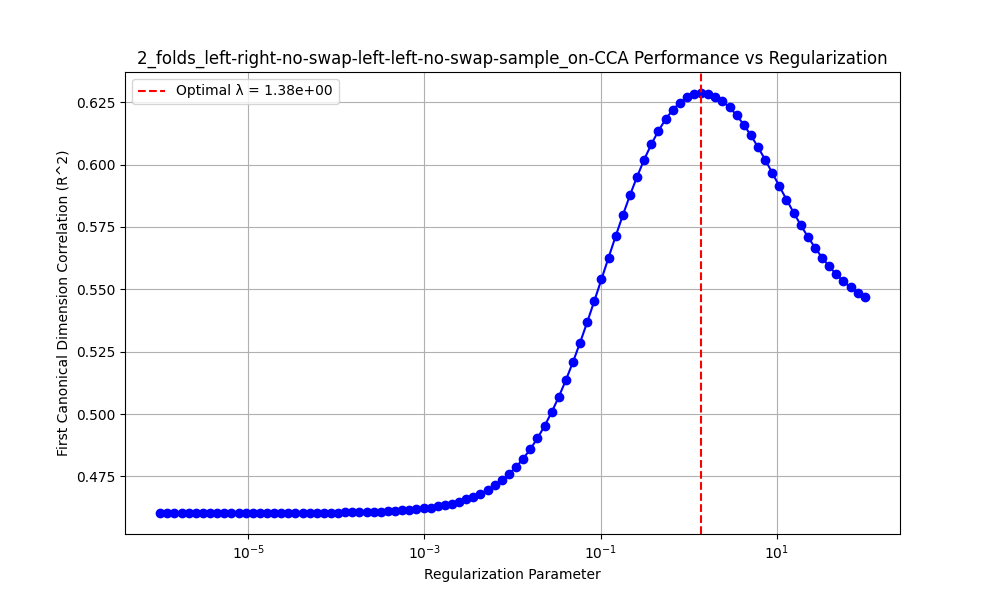 2_folds_left-right-no-swap-left-left-no-swap-sample_on-CCA Performance vs Regularization
Optimal λ = 1.38e+00
First Canonical Dimension Correlation (R^2)
0.625
0.600
0.575
0.550
0.525
0.500
0.475
10⁻⁵
10⁻³
10⁻¹
10¹
Regularization Parameter